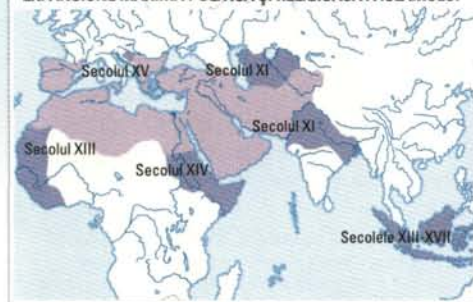 Secolul XV
Secolul XI
Secolul XI
Secolul XIII
Secolul XIV
Secolele XIII-XVII